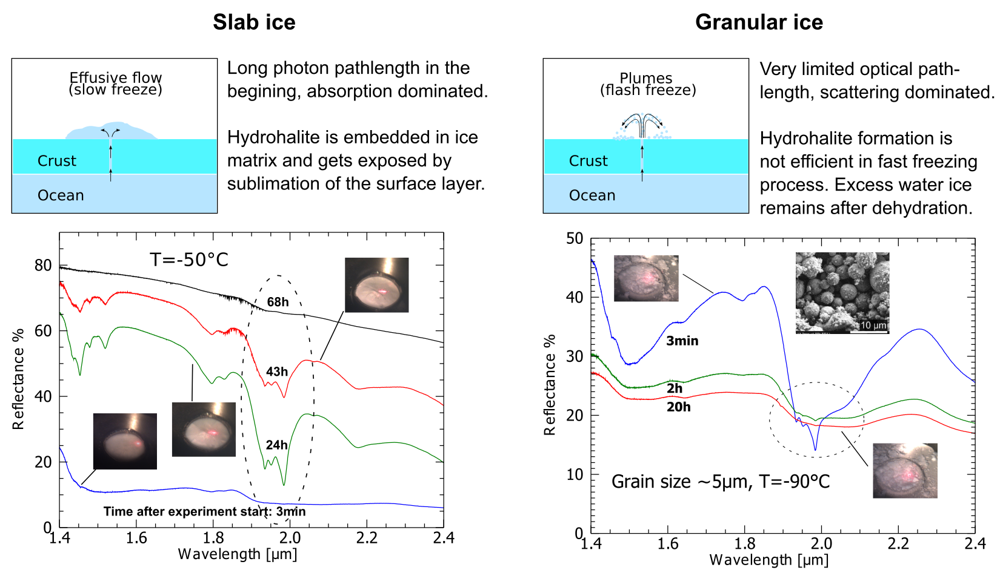 Slab ice
Effusive flow
(slow freeze)
Crust
Ocean
Long photon pathlength in the
begining, absorption dominated.
Hydrohalite is embedded in ice
matrix and gets exposed by
sublimation of the surface layer.
T=-50°C
68h
43h
24h
Time after experiment start: 3min
Reflectance %
80
60
40
20
0
1.4
1.6
1.8
2.0
2.2
2.4
Wavelength [µm]
Granular ice
Plumes
(flash freeze)
Crust
Ocean
Very limited optical path-
length, scattering dominated.
Hydrohalite formation is
not efficient in fast freezing
process. Excess water ice
remains after dehydration.
3min
2h
20h
10 µm
Grain size ~5µm, T=-90°C
Reflectance %
50
40
30
20
10
0
1.4
1.6
1.8
2.0
2.2
2.4
Wavelength [µm]